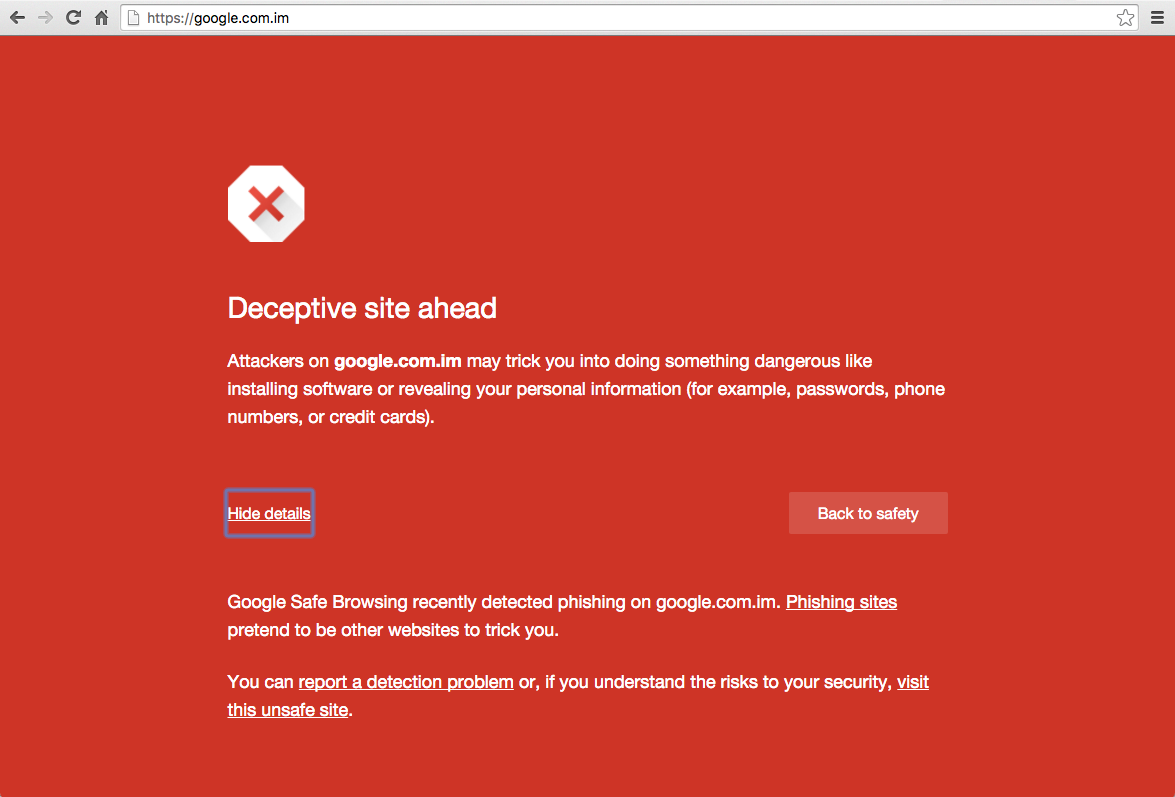 https://google.com.im
Deceptive site ahead
Attackers on google.com.im may trick you into doing something dangerous like
installing software or revealing your personal information (for example, passwords, phone
numbers, or credit cards).
Hide details
Back to safety
Google Safe Browsing recently detected phishing on google.com.im. Phishing sites
pretend to be other websites to trick you.
You can report a detection problem or, if you understand the risks to your security, visit
this unsafe site.